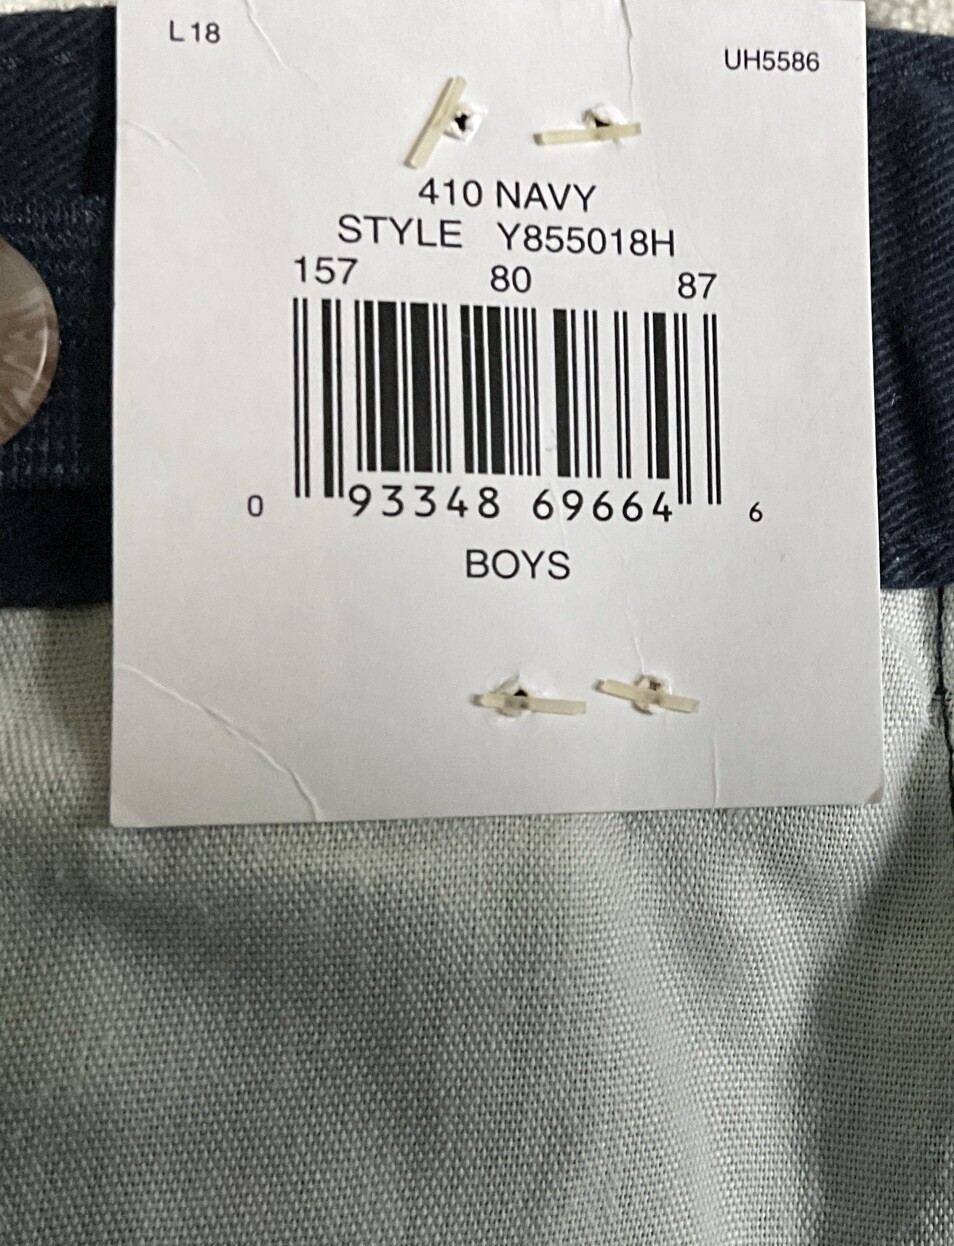 L18
UH5586
410 NAVY
STYLE Y855018H
157 80 87
0 93348 69664 6
BOYS